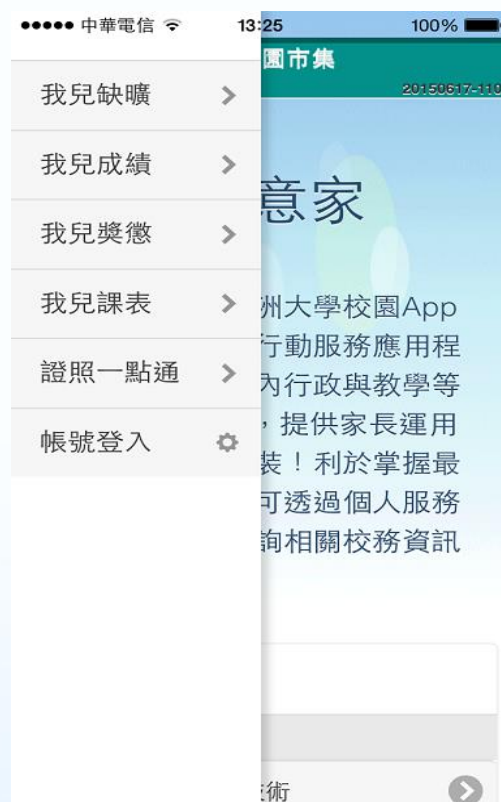 中華電信
13:25
100%
園市集
20150617-110
我兒缺曠
我兒成績
我兒獎懲
我兒課表
證照一點通
帳號登入
意家
洲大學校園App
行動服務應用程
內行政與教學等
,提供家長運用
裝!利於掌握最
可透過個人服務
詢相關校務資訊
技術